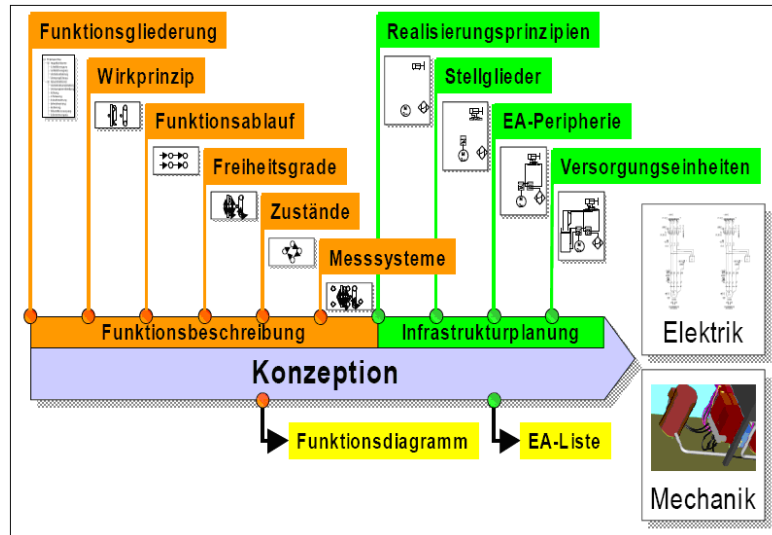 Funktionsgliederung
Wirkprinzip
Funktionsablauf
Freiheitsgrade
Zustände
Messsysteme
Realisierungsprinzipien
Stellglieder
EA-Peripherie
Versorgungseinheiten
Funktionsbeschreibung
Infrastrukturplanung
Konzeption
Funktionsdiagramm
EA-Liste
Elektrik
Mechanik